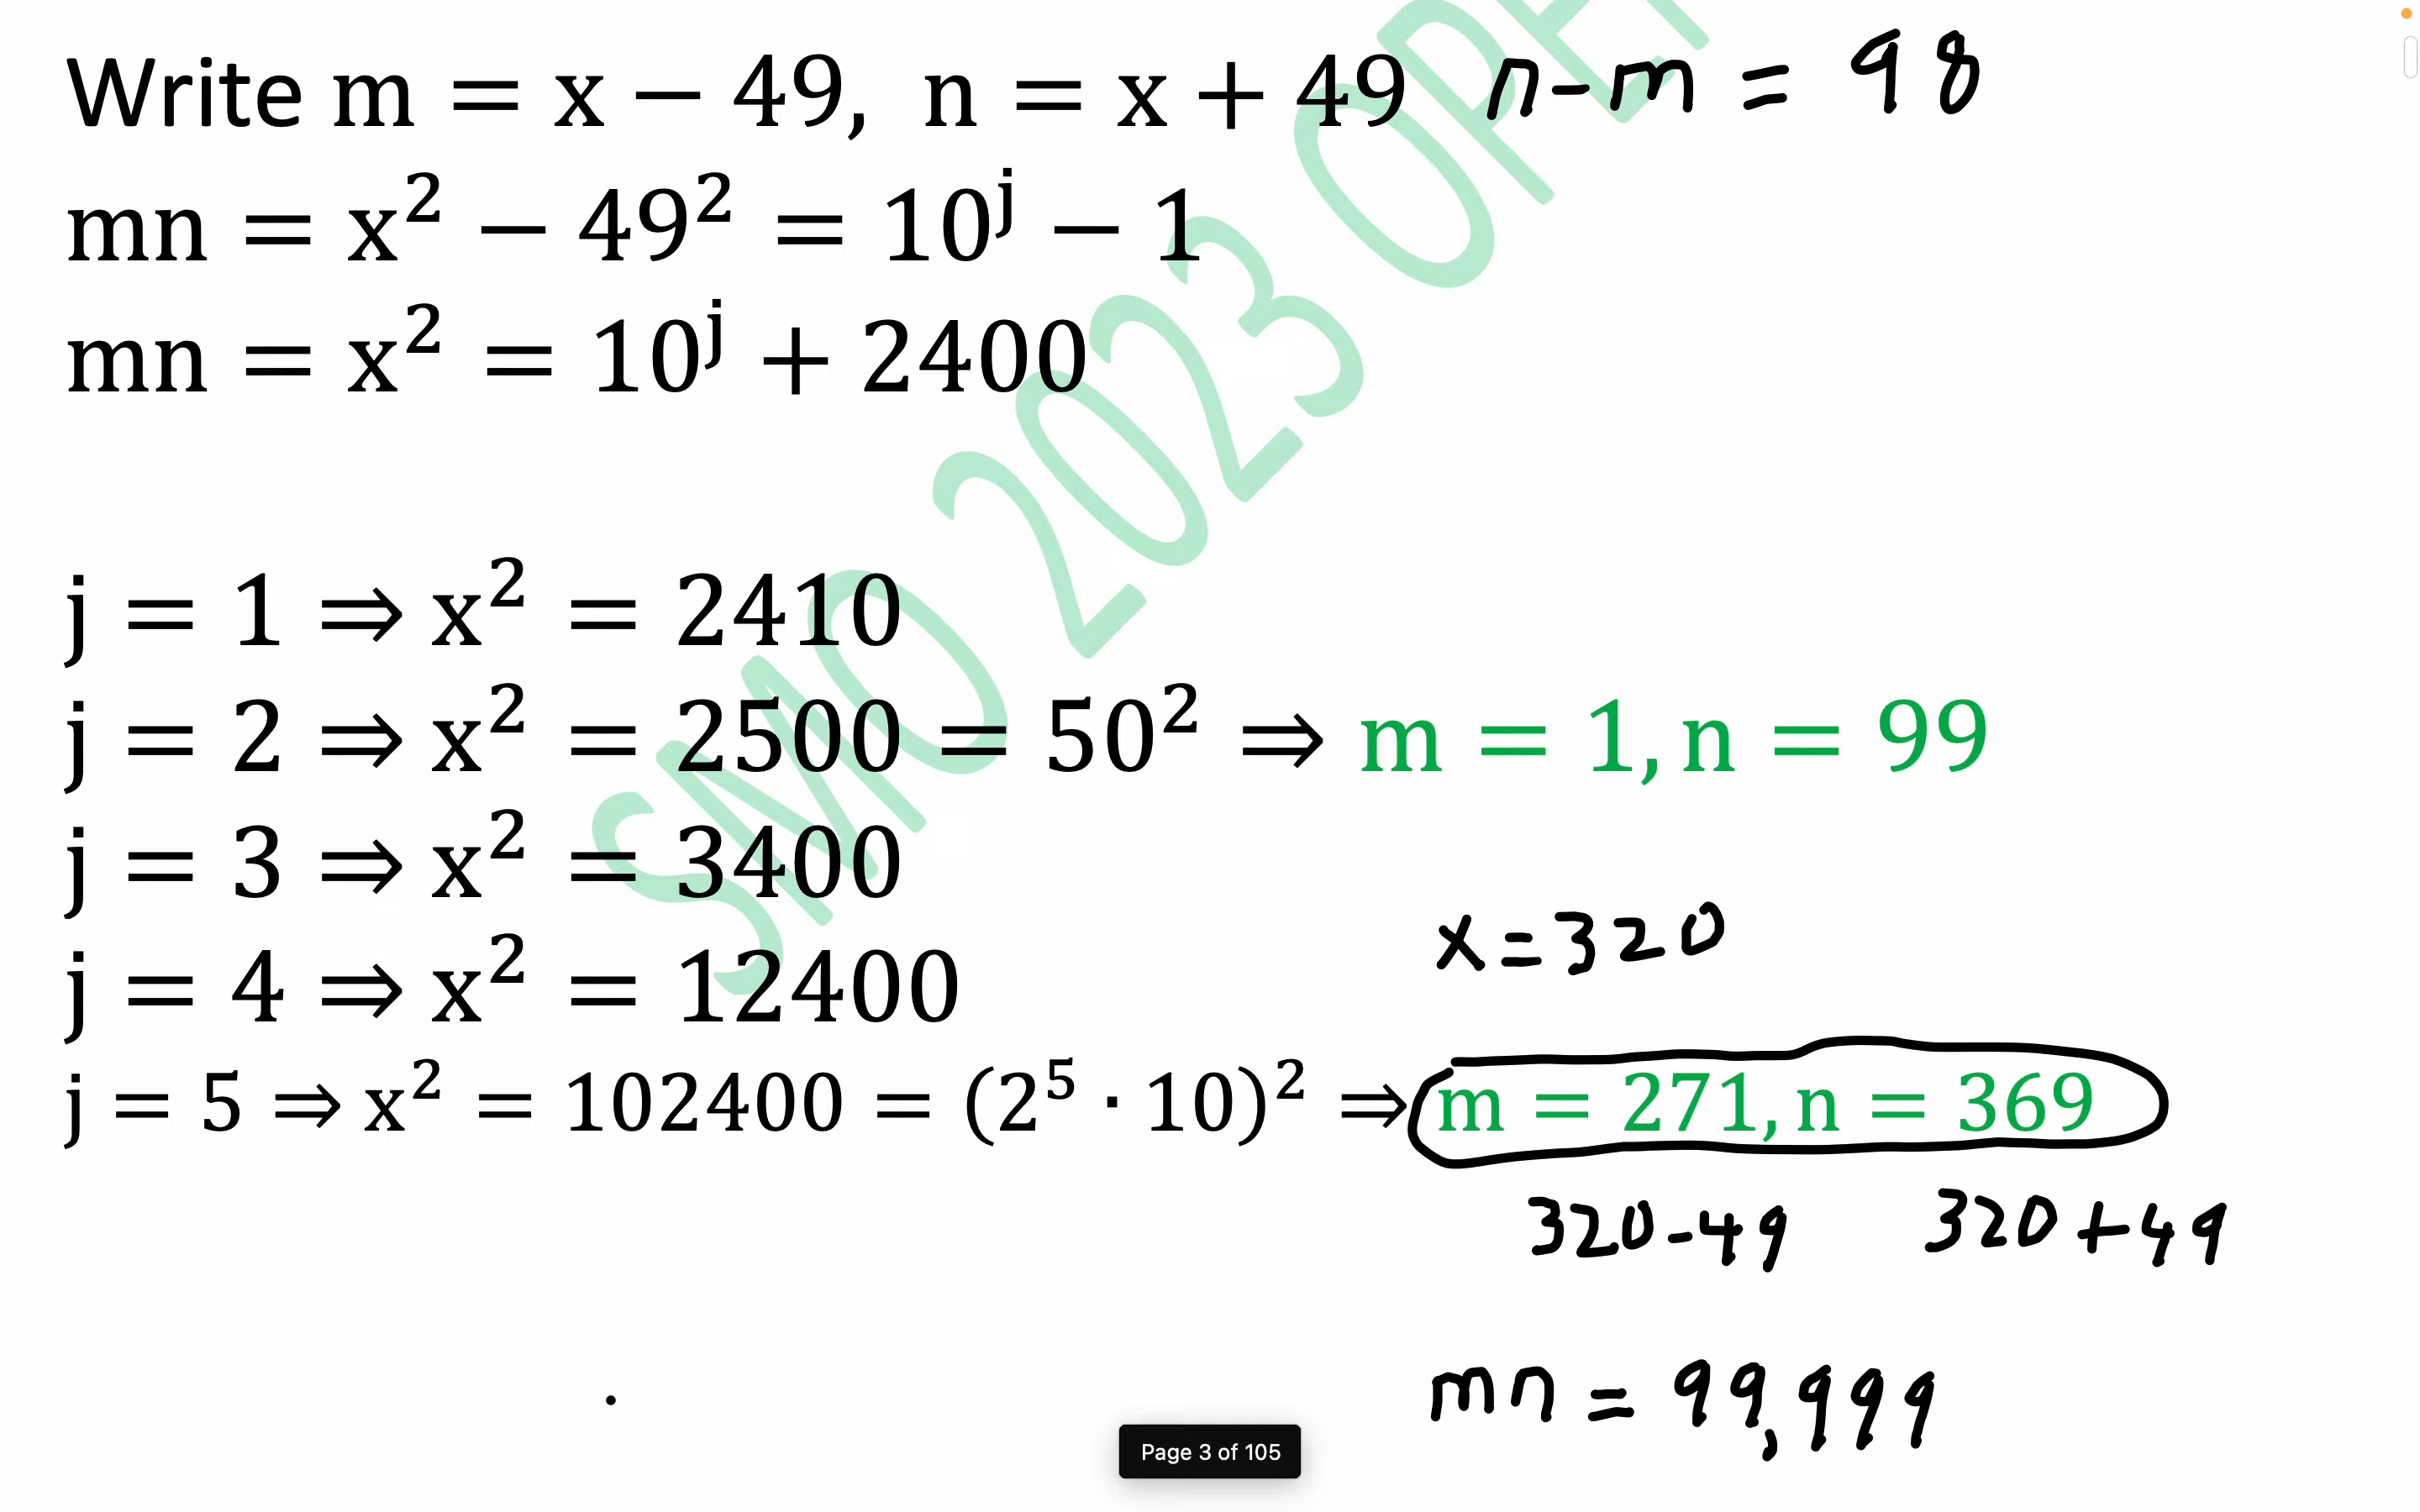 Write m = x − 49, n = x + 49 n-m = 98
mn = x² − 49² = 10ʲ − 1
mn = x² = 10ʲ + 2400
j = 1 ⇒ x² = 2410
j = 2 ⇒ x² = 2500 = 50² ⇒ m = 1, n = 99
j = 3 ⇒ x² = 3400
x = 320
j = 4 ⇒ x² = 12400
j = 5 ⇒ x² = 102400 = (2⁵ · 10)² ⇒ m = 271, n = 369
320-49 320+49
mn = 99,999
Page 3 of 105
SMO 2023 OPE